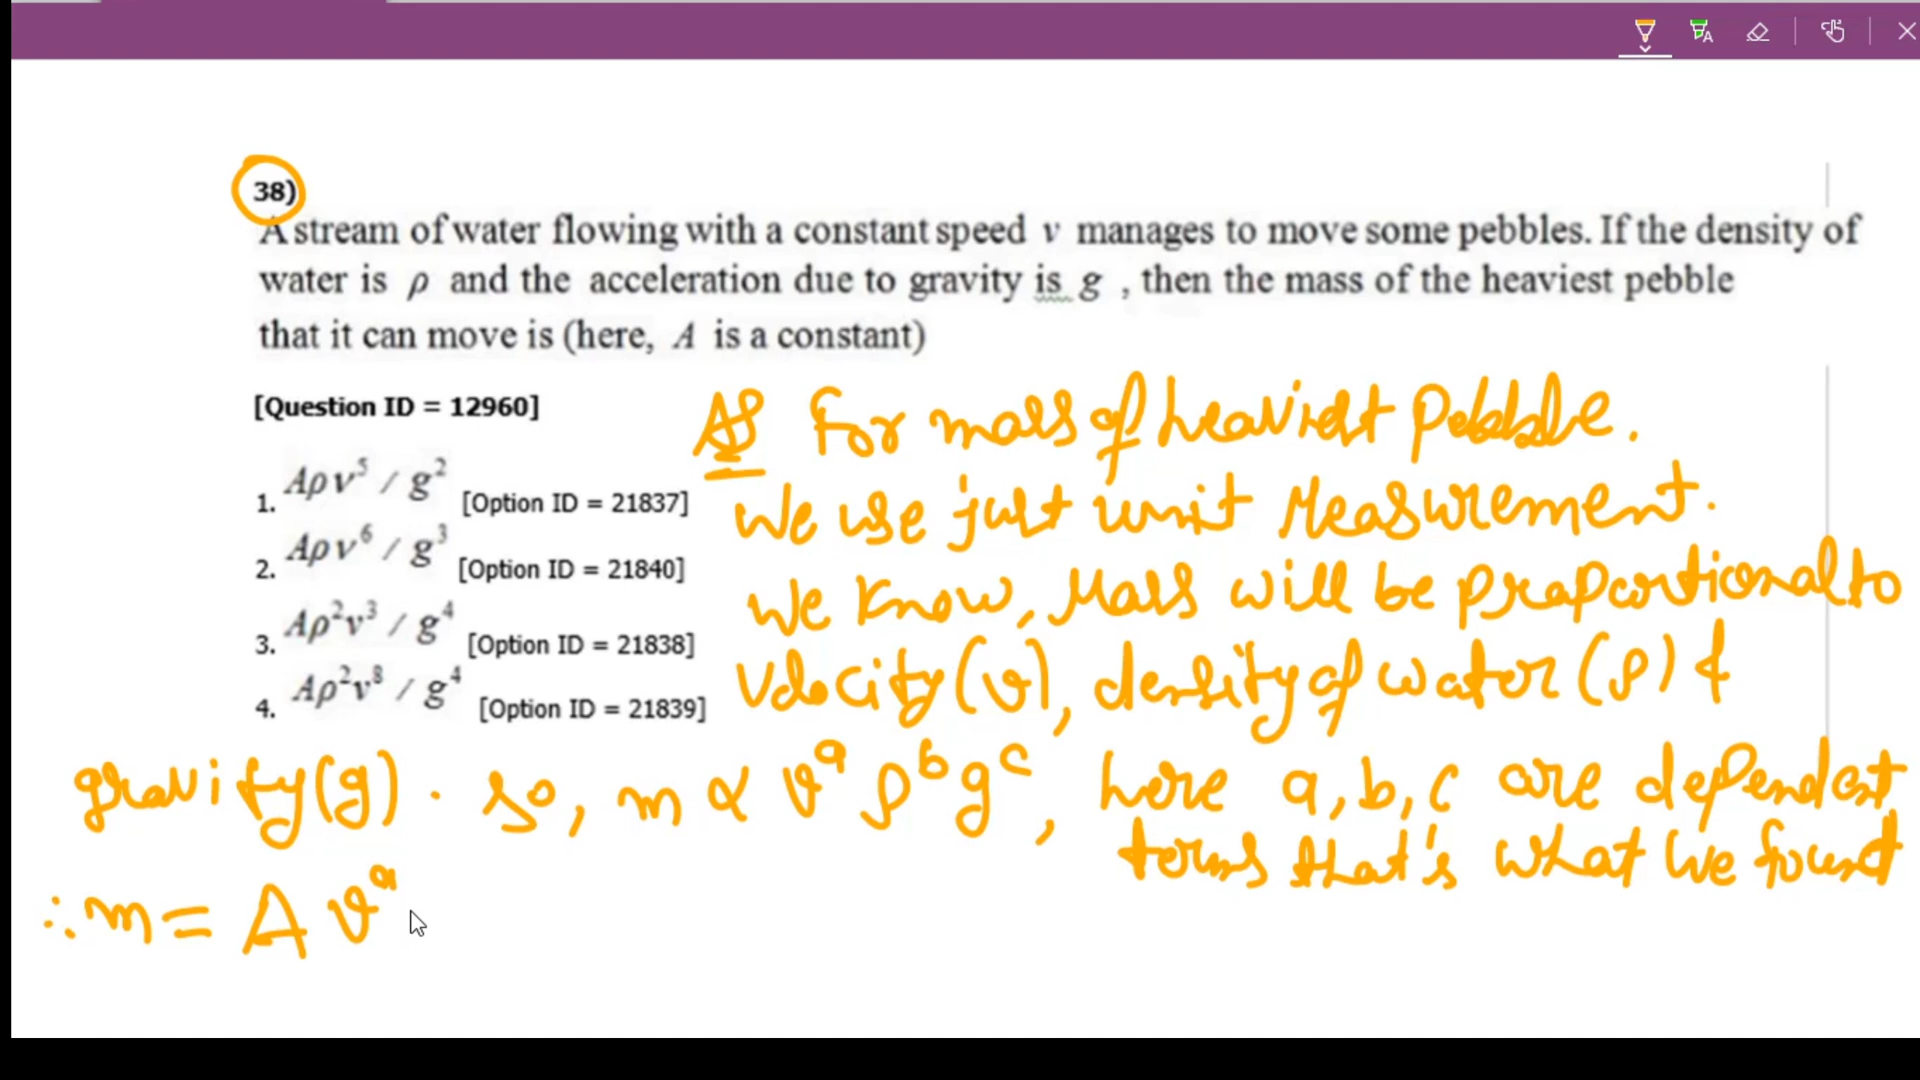 38)
A stream of water flowing with a constant speed v manages to move some pebbles. If the density of
water is ρ and the acceleration due to gravity is g , then the mass of the heaviest pebble
that it can move is (here, A is a constant)
[Question ID = 12960]
1. Aρv⁵ / g² [Option ID = 21837]
2. Aρv⁶ / g³ [Option ID = 21840]
3. Aρ²v³ / g⁴ [Option ID = 21838]
4. Aρ²v⁸ / g⁴ [Option ID = 21839]
For mass of heaviest Pebble.
We use just unit Measurement.
We know, Mass will be proportional to
Velocity(v), density of water (ρ) &
gravity(g). So, m ∝ vᵃ ρᵇ gᶜ, here a, b, c are dependent
terms that's what we found
∴ m = A vᵃ